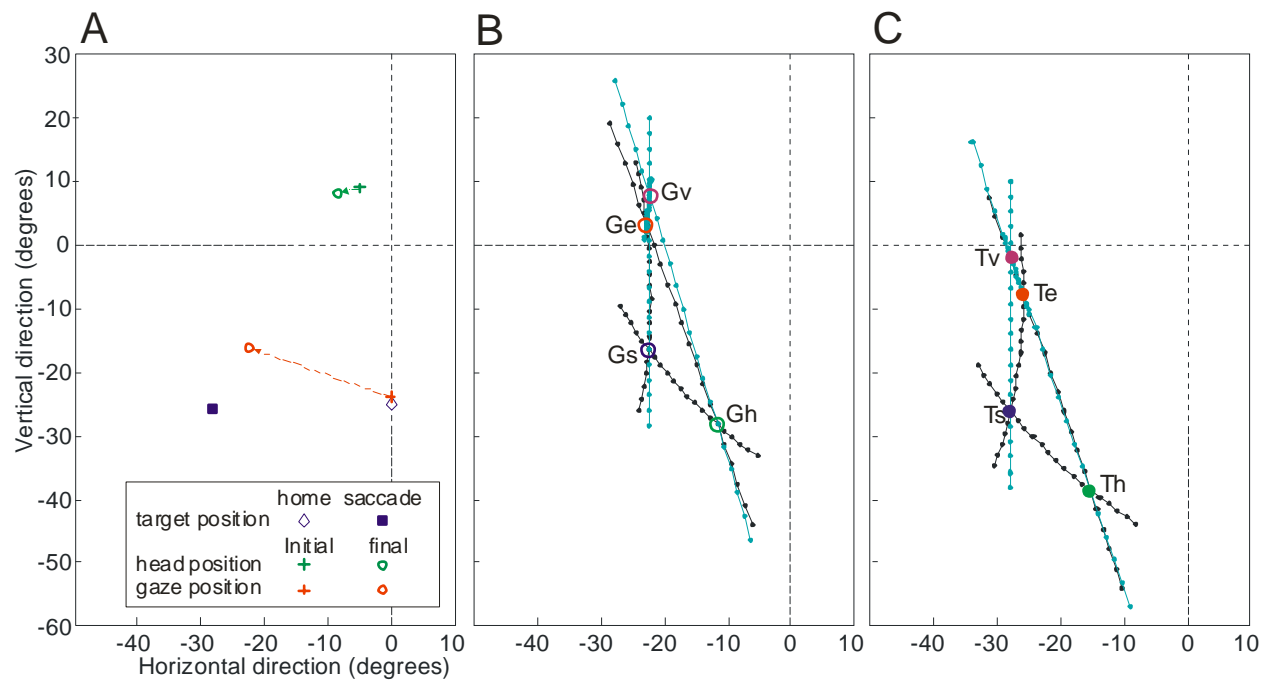 A
B
C
30
20
10
0
-10
-20
-30
-40
-50
-60
Vertical direction (degrees)
home saccade
target position
Initial final
head position
gaze position
Gv
Ge
Gs
Gh
Tv
Te
Ts
Th
-40 -30 -20 -10 0 10
-40 -30 -20 -10 0 10
-40 -30 -20 -10 0 10
Horizontal direction (degrees)